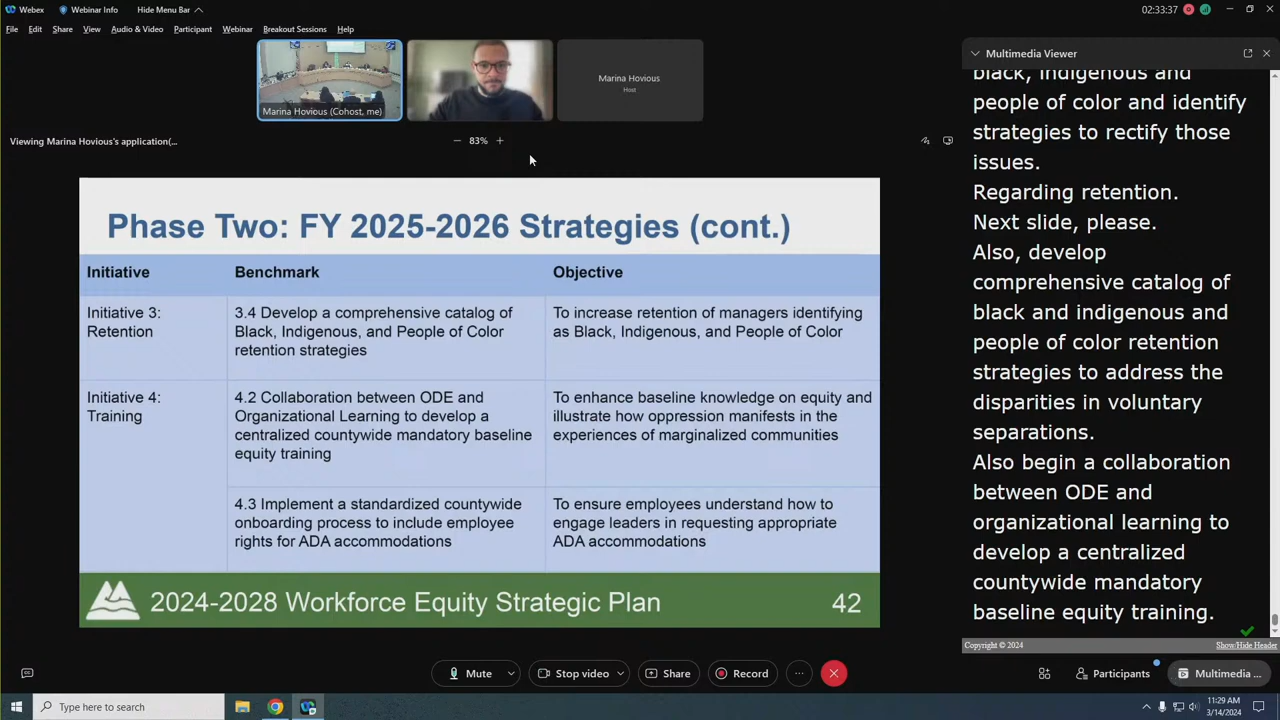 Webex
Webinar Info
Hide Menu Bar
02:33:37
File Edit Share View Audio & Video Participant Webinar Breakout Sessions Help
Marina Hovious (Cohost, me)
Marina Hovious
Host
Viewing Marina Hovious's application(...
83%
Phase Two: FY 2025-2026 Strategies (cont.)
Initiative Benchmark Objective
Initiative 3:
Retention
3.4 Develop a comprehensive catalog of
Black, Indigenous, and People of Color
retention strategies
To increase retention of managers identifying
as Black, Indigenous, and People of Color
Initiative 4:
Training
4.2 Collaboration between ODE and
Organizational Learning to develop a
centralized countywide mandatory baseline
equity training
To enhance baseline knowledge on equity and
illustrate how oppression manifests in the
experiences of marginalized communities
4.3 Implement a standardized countywide
onboarding process to include employee
rights for ADA accommodations
To ensure employees understand how to
engage leaders in requesting appropriate
ADA accommodations
2024-2028 Workforce Equity Strategic Plan
42
Multimedia Viewer
black, indigenous and
people of color and identify
strategies to rectify those
issues.
Regarding retention.
Next slide, please.
Also, develop
comprehensive catalog of
black and indigenous and
people of color retention
strategies to address the
disparities in voluntary
separations.
Also begin a collaboration
between ODE and
organizational learning to
develop a centralized
countywide mandatory
baseline equity training.
Copyright © 2024
Show/Hide Header
Mute
Stop video
Share
Record
Participants
Multimedia ...
Type here to search
11:29 AM
3/14/2024